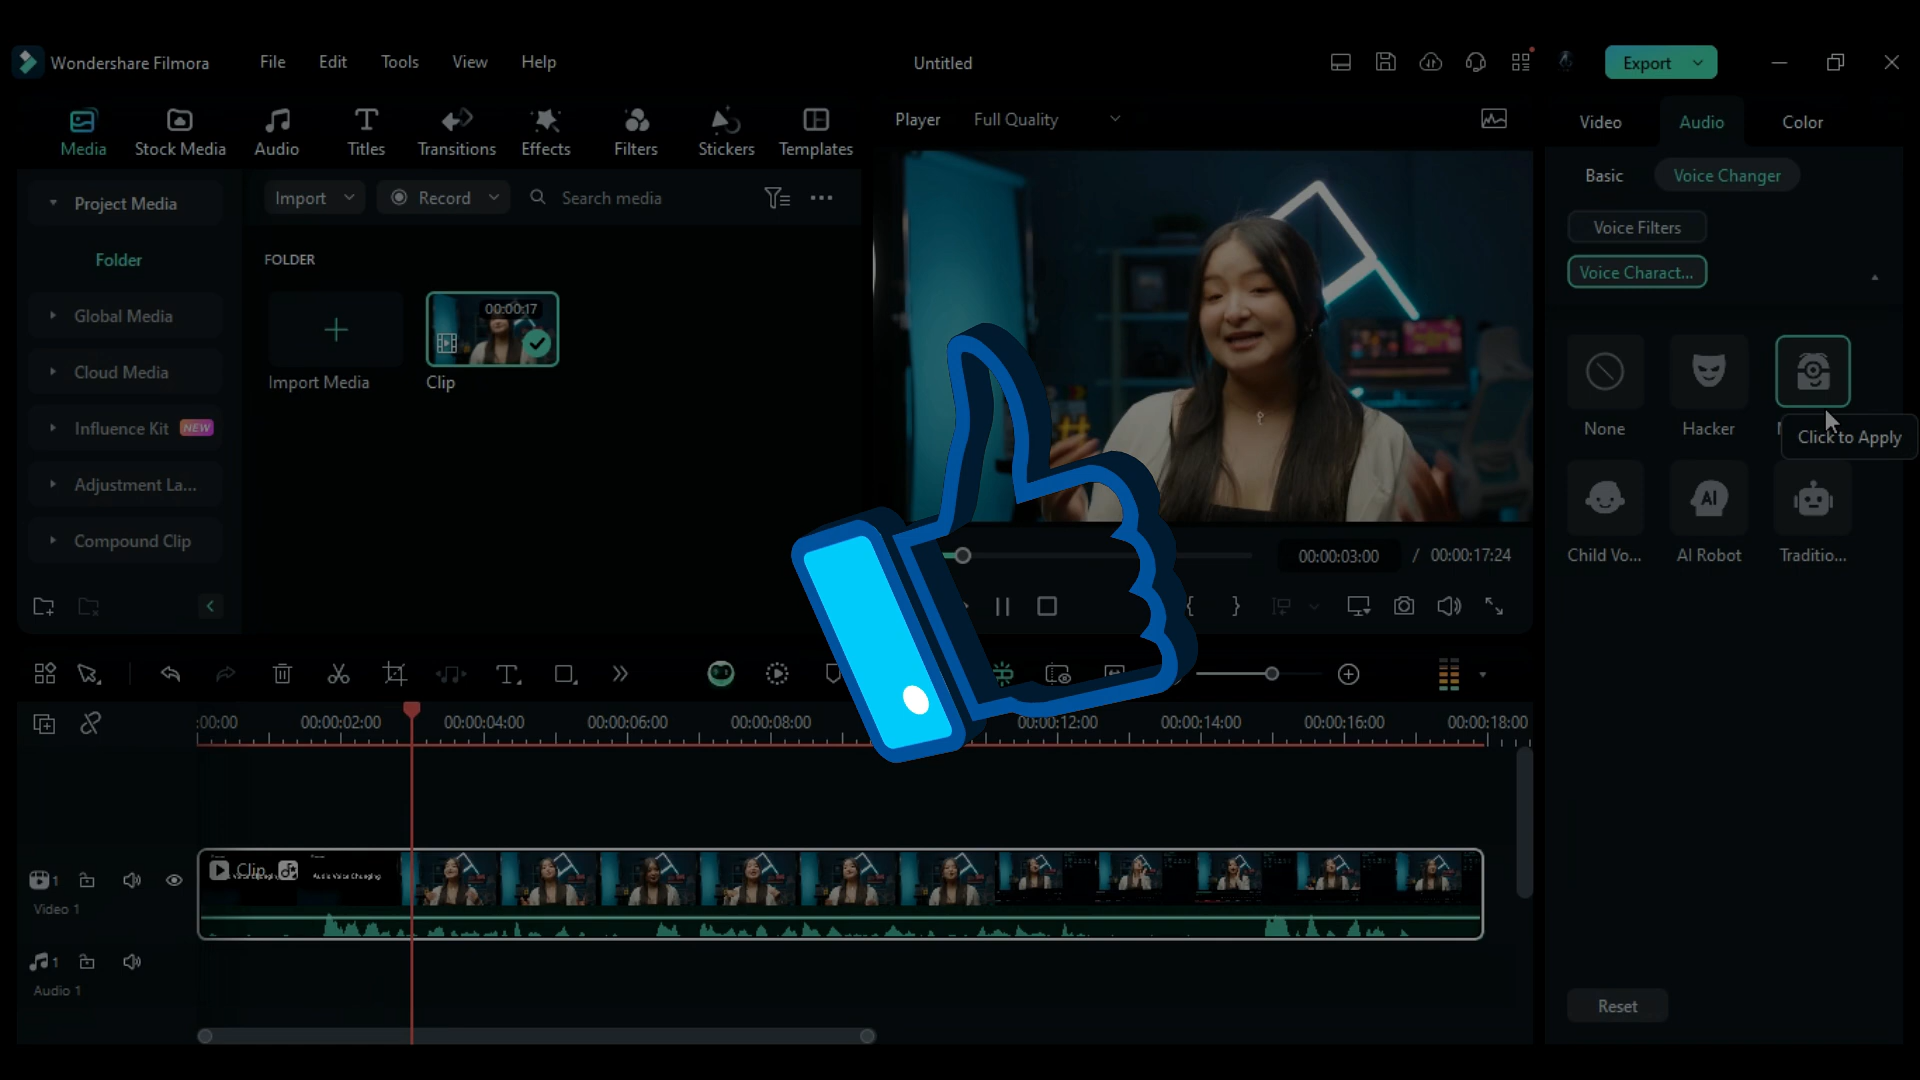 Wondershare Filmora File Edit Tools View Help Untitled Export
Media Stock Media Audio Titles Transitions Effects Filters Stickers Templates
Project Media
Folder
Global Media
Cloud Media
Influence Kit NEW
Adjustment La...
Compound Clip
Import Record Search media
FOLDER
00:00:17
Import Media Clip
Player Full Quality
00:00:03:00 / 00:00:17:24
Video Audio Color
Basic Voice Changer
Voice Filters
Voice Charact...
None Hacker
Click to Apply
AI
Child Vo... AI Robot Traditio...
Reset
:00:00 00:00:02:00 00:00:04:00 00:00:06:00 00:00:08:00 00:00:12:00 00:00:14:00 00:00:16:00 00:00:18:00
Clip
Audio Voice Changing.
1
Video 1
1
Audio 1